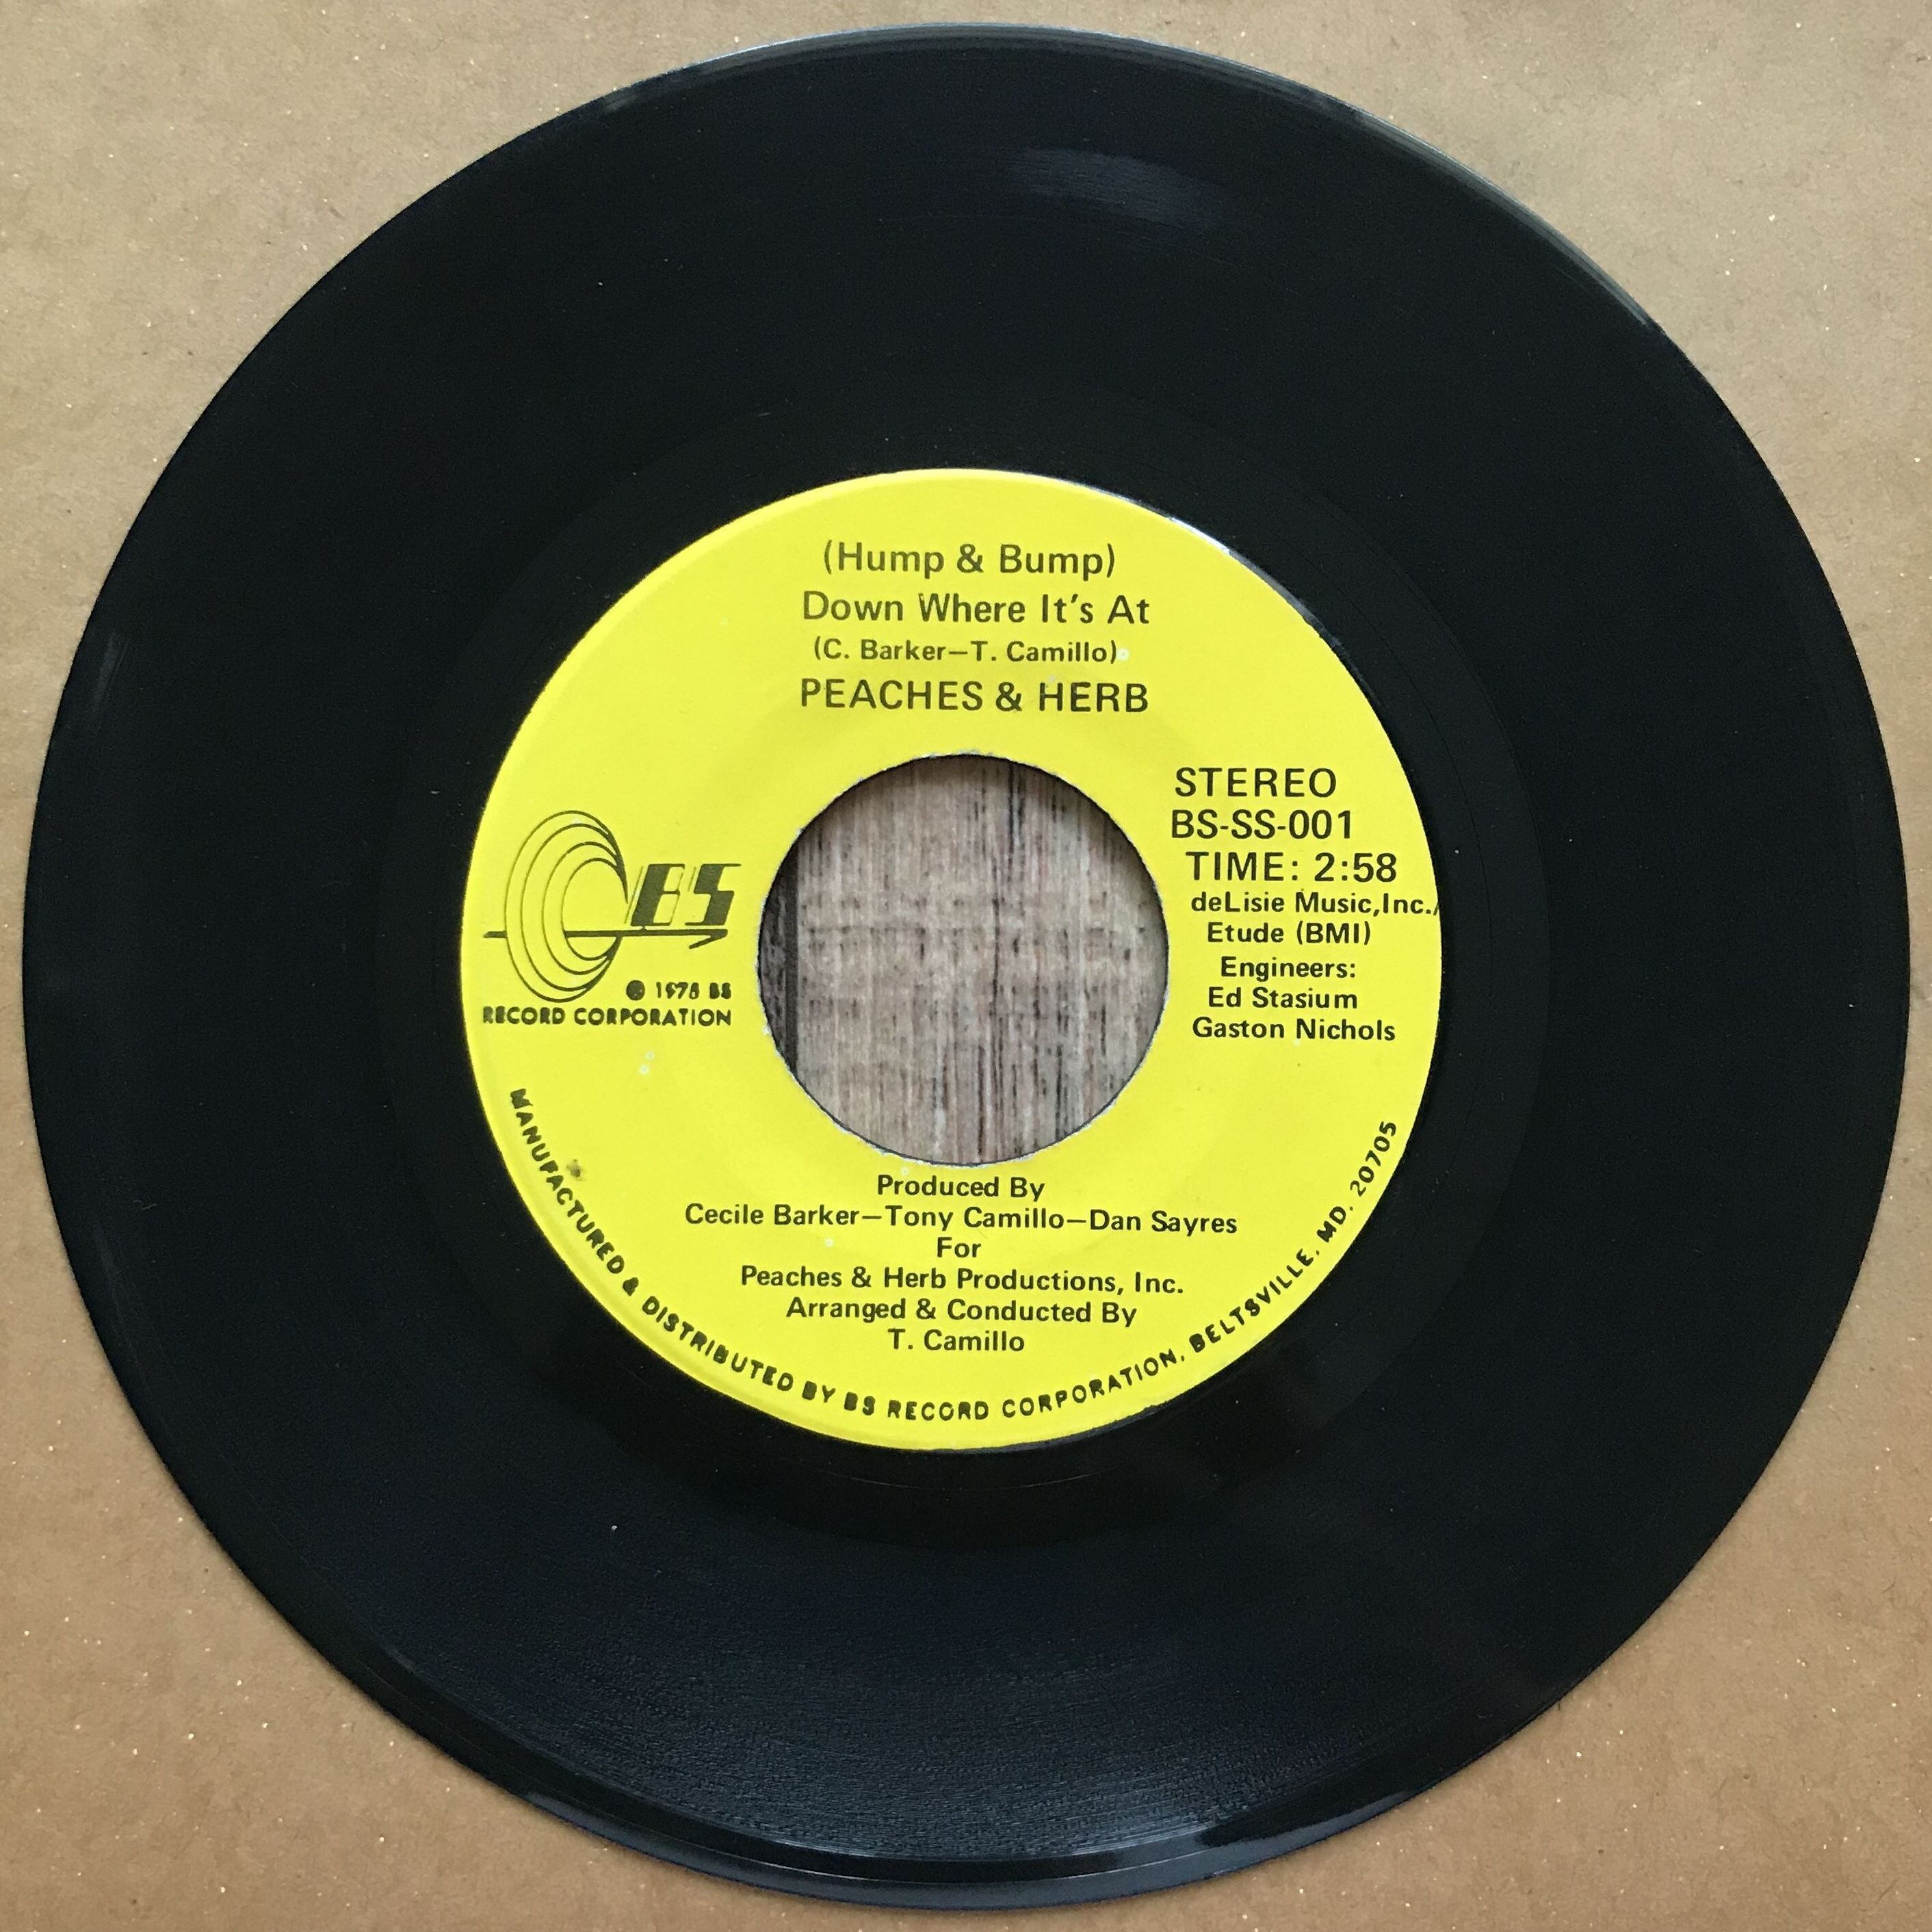 (Hump & Bump)
Down Where It's At
(C. Barker—T. Camillo)
PEACHES & HERB
STEREO
BS-SS-001
TIME: 2:58
deLisie Music,Inc./
Etude (BMI)
Engineers:
Ed Stasium
Gaston Nichols
BS
BS
RECORD CORPORATION
Produced By
Cecile Barker—Tony Camillo—Dan Sayres
For
Peaches & Herb Productions, Inc.
Arranged & Conducted By
T. Camillo
MANUFACTURED & DISTRIBUTED BY BS RECORD CORPORATION, BELTSVILLE, MD. 20705